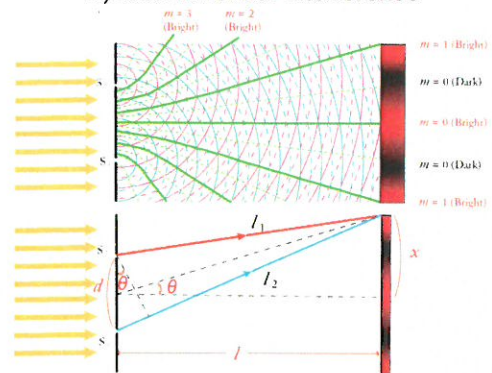 m = 3 m = 2
(Bright) (Bright)
m = 1 (Bright)
S
m = 0 (Dark)
m = 0 (Bright)
S
m = 0 (Dark)
m = 1 (Bright)
S l₁
x
d θ θ l₂
S
l